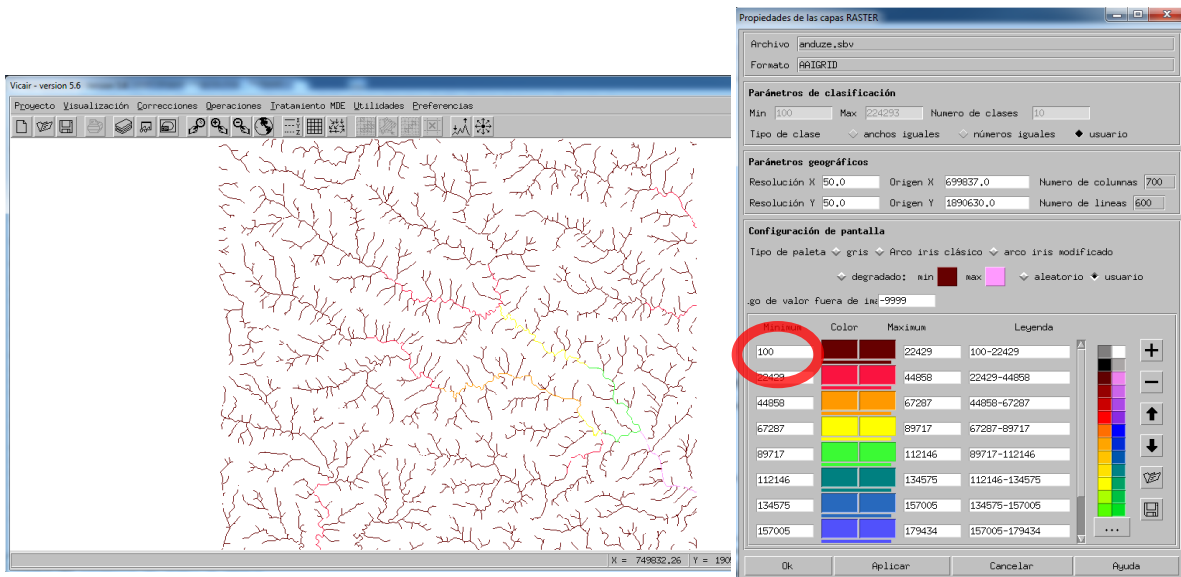 Vicair - version 5.6
Proyecto Visualización Correcciones Operaciones Iratamiento MDE Utilidades Preferencias
X = 749832,26 Y = 190
Propiedades de las capas RASTER
Archivo anduze.sbv
Formato AAIGRID
Parámetros de clasificación
Min 100 Max 224293 Numero de clases 10
Tipo de clase anchos iguales números iguales usuario
Parámetros geográficos
Resolución X 50.0 Origen X 699837.0 Numero de columnas 700
Resolución Y 50.0 Origen Y 1890630.0 Numero de lineas 600
Configuración de pantalla
Tipo de paleta gris Arco iris clásico arco iris modificado
degradado: min max aleatorio usuario
.go de valor fuera de ima -9999
Minimum Color Maximum Leyenda
100 22429 100-22429
22429 44858 22429-44858
44858 67287 44858-67287
67287 89717 67287-89717
89717 112146 89717-112146
112146 134575 112146-134575
134575 157005 134575-157005
157005 179434 157005-179434
...
Ok Aplicar Cancelar Ayuda